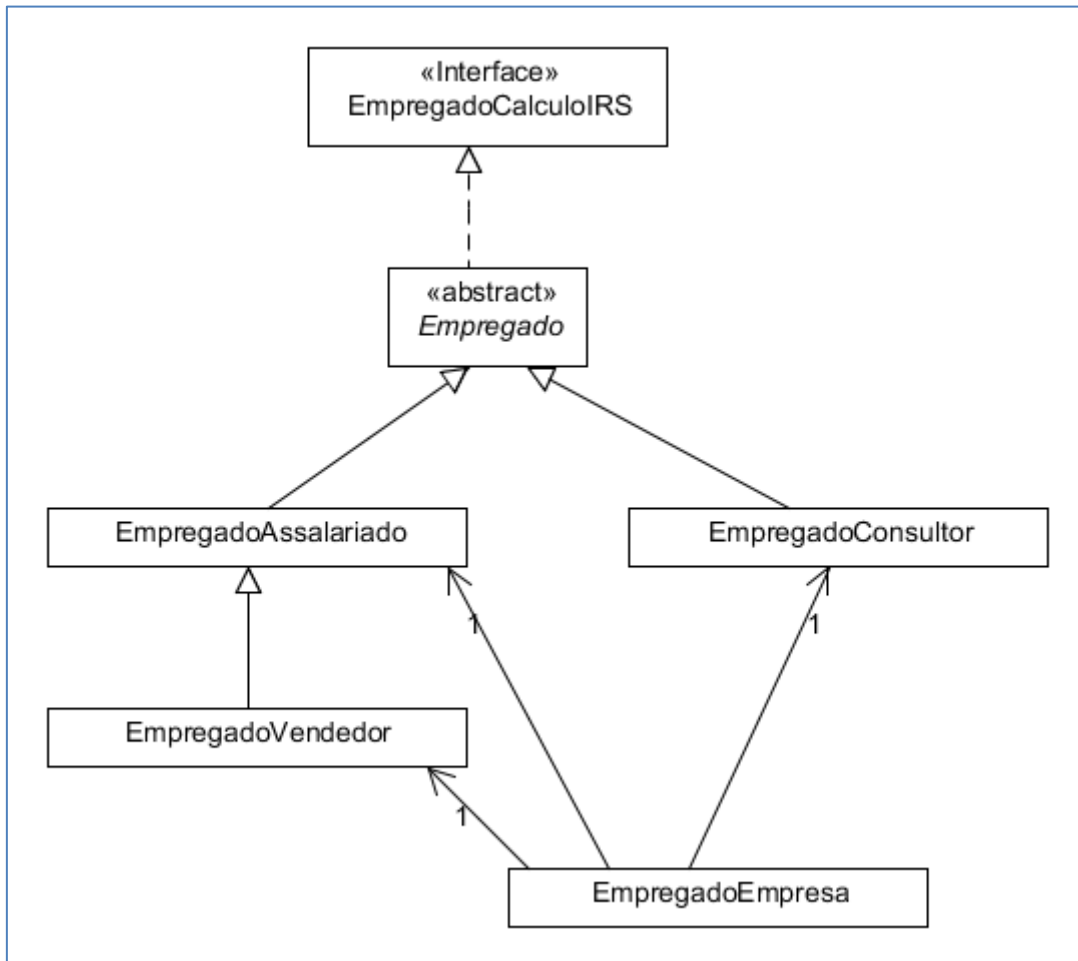 «Interface»
EmpregadoCalculoIRS
«abstract»
Empregado
EmpregadoAssalariado
EmpregadoConsultor
1
1
EmpregadoVendedor
1
EmpregadoEmpresa